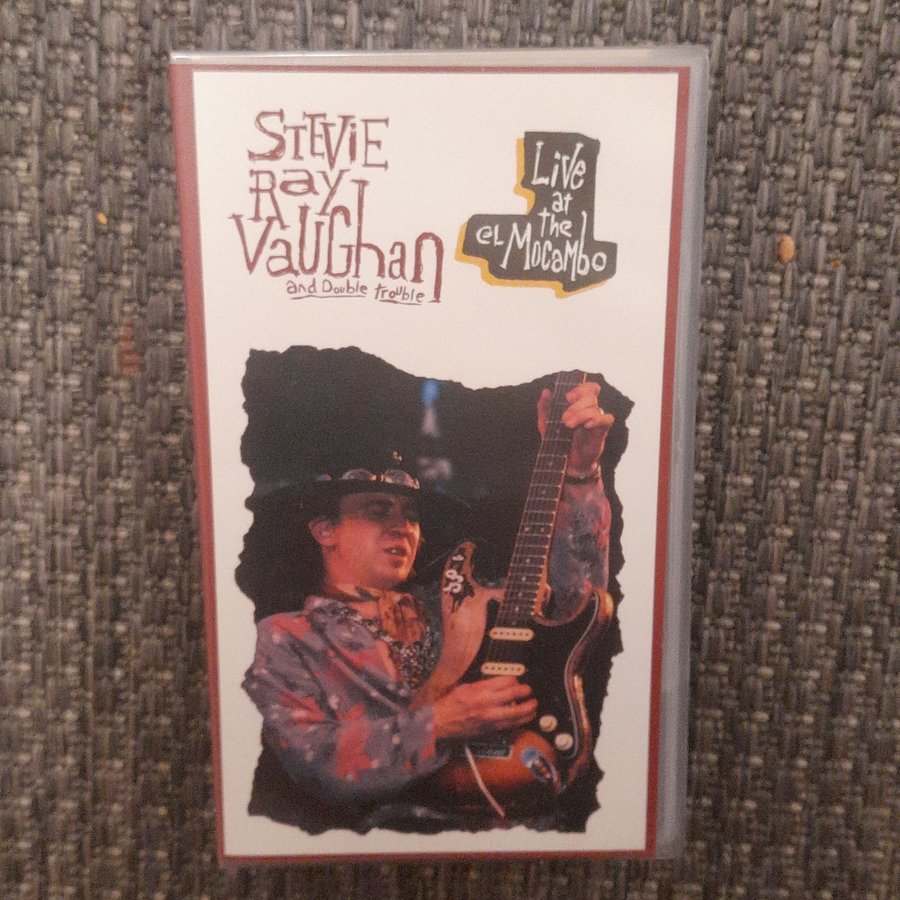 STEVIE
RAY
VAUGhan
and Double trouble
LiVe
at
the
eL MOCambo